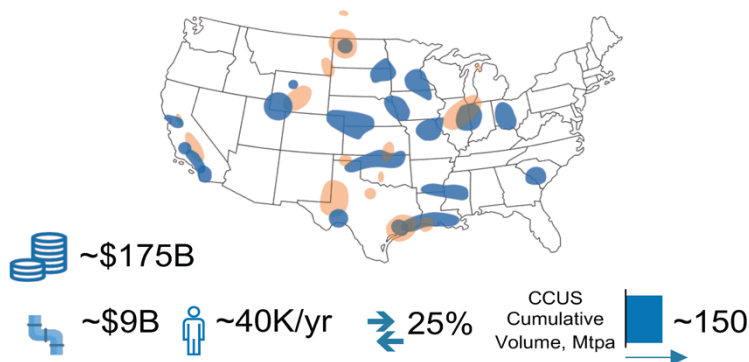 ~$175B
~$9B
~40K/yr
25%
CCUS
Cumulative
Volume, Mtpa
~150